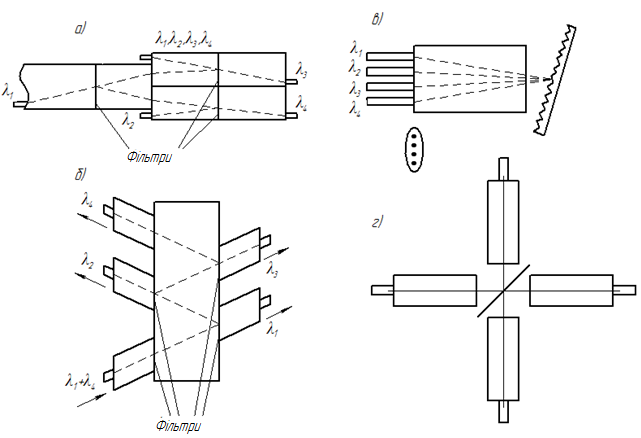 а)
λ₁λ₂λ₃λ₄
λ₁
λ₂
λ₃
λ₄
Фільтри
в)
λ₁
λ₂
λ₃
λ₄
б)
λ₄
λ₂
λ₃
λ₁
λ₁+λ₄
Фільтри
г)